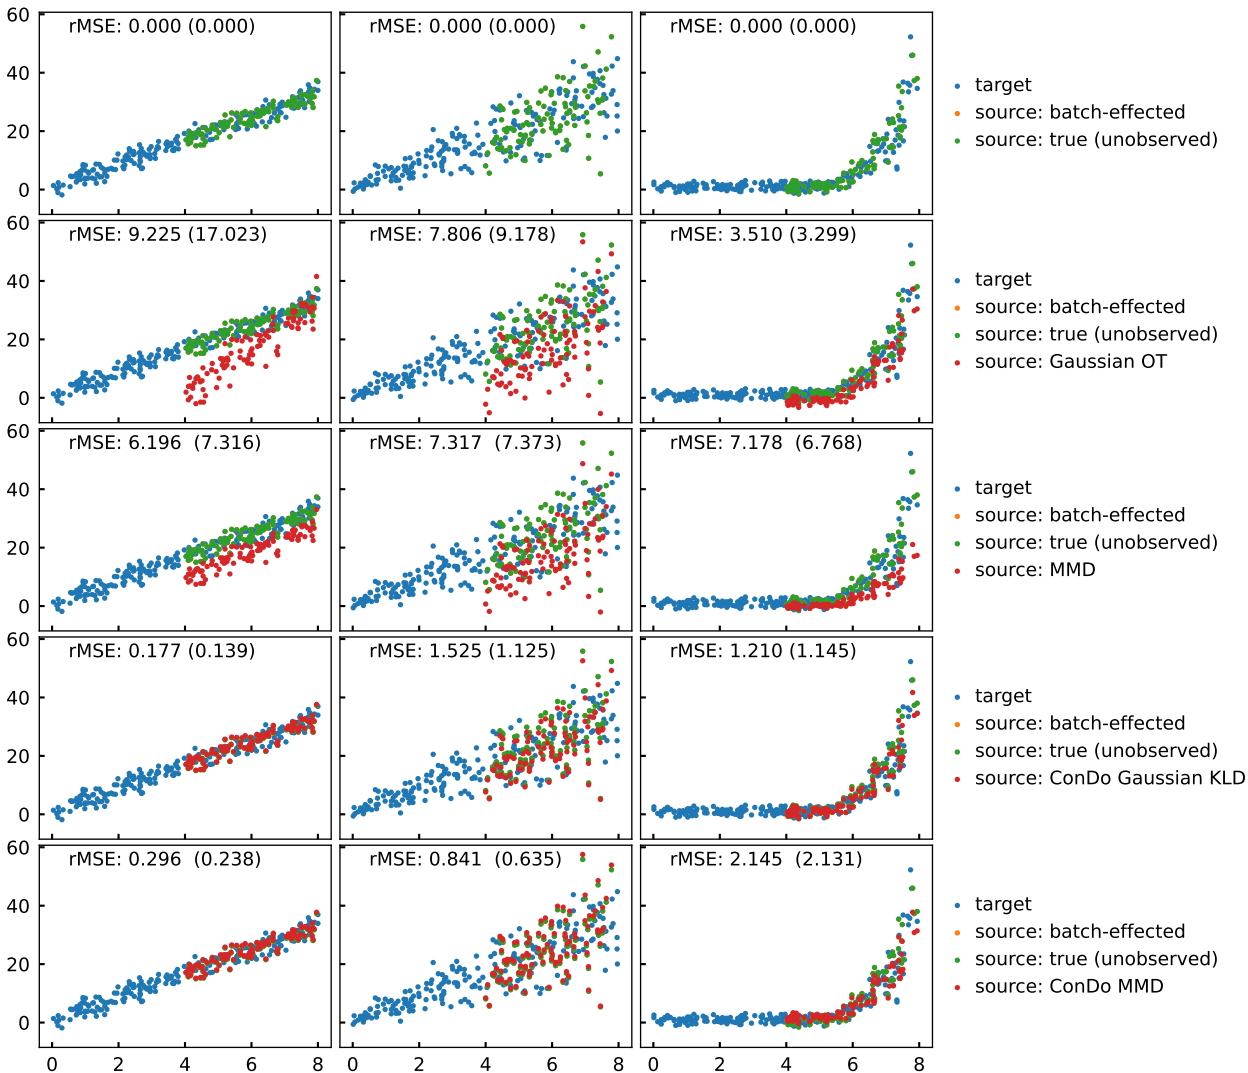 60
40
20
0
rMSE: 0.000 (0.000)
rMSE: 0.000 (0.000)
rMSE: 0.000 (0.000)
target
source: batch-effected
source: true (unobserved)
60
40
20
0
rMSE: 9.225 (17.023)
rMSE: 7.806 (9.178)
rMSE: 3.510 (3.299)
target
source: batch-effected
source: true (unobserved)
source: Gaussian OT
60
40
20
0
rMSE: 6.196  (7.316)
rMSE: 7.317  (7.373)
rMSE: 7.178  (6.768)
target
source: batch-effected
source: true (unobserved)
source: MMD
60
40
20
0
rMSE: 0.177 (0.139)
rMSE: 1.525 (1.125)
rMSE: 1.210 (1.145)
target
source: batch-effected
source: true (unobserved)
source: ConDo Gaussian KLD
60
40
20
0
rMSE: 0.296  (0.238)
rMSE: 0.841  (0.635)
rMSE: 2.145  (2.131)
target
source: batch-effected
source: true (unobserved)
source: ConDo MMD
0 2 4 6 8
0 2 4 6 8
0 2 4 6 8